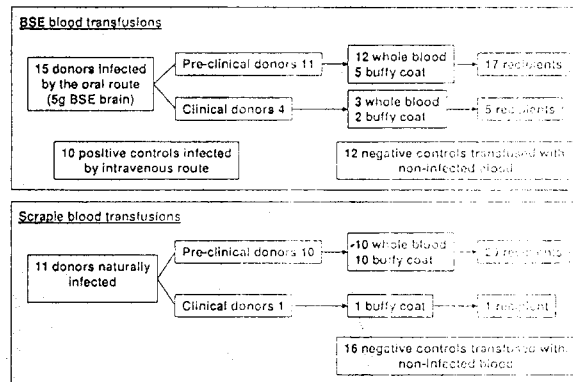 BSE blood transfusions
15 donors infected
by the oral route
(5g BSE brain)
Pre-clinical donors 11
12 whole blood
5 buffy coat
17 recipients
Clinical donors 4
3 whole blood
2 buffy coat
5 recipients
10 positive controls infected
by intravenous route
12 negative controls transfused with
non-infected blood
Scrapie blood transfusions
11 donors naturally
infected
Pre-clinical donors 10
10 whole blood
10 buffy coat
recipients
Clinical donors 1
1 buffy coat
1 recipient
16 negative controls transfused with
non-infected blood